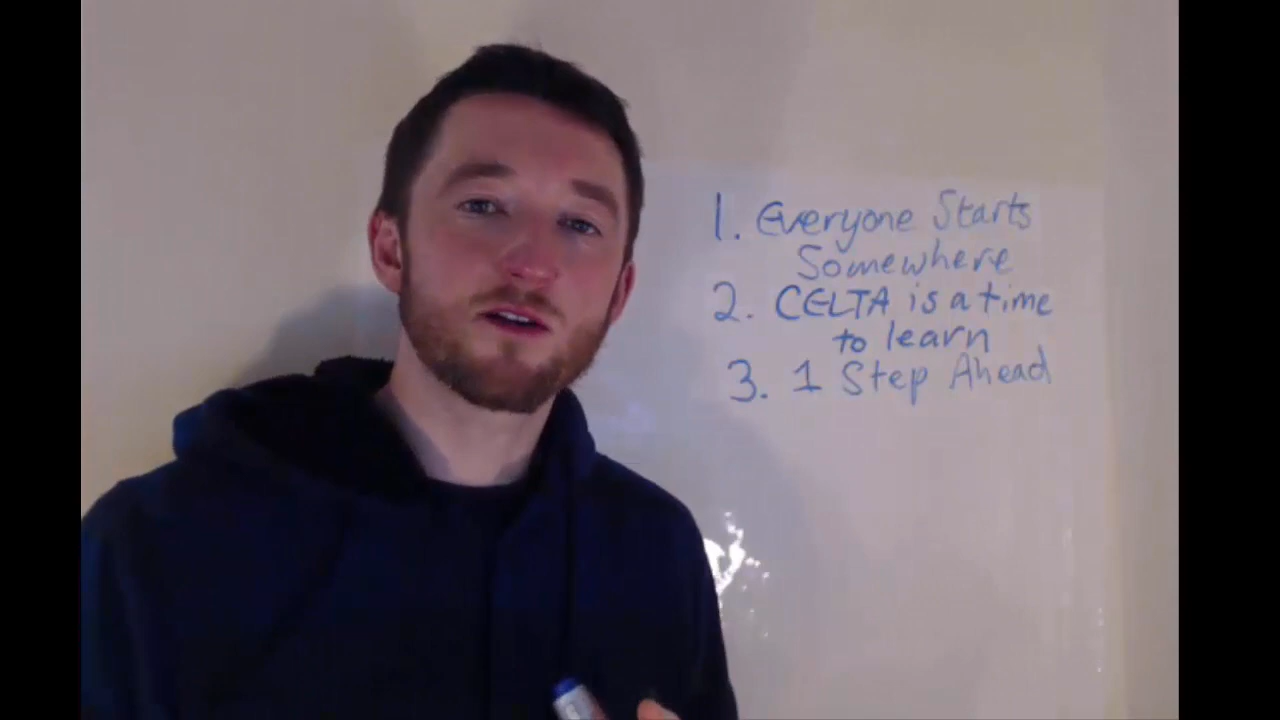 1. Everyone Starts
Somewhere
2. CELTA is a time
to learn
3. 1 Step Ahead